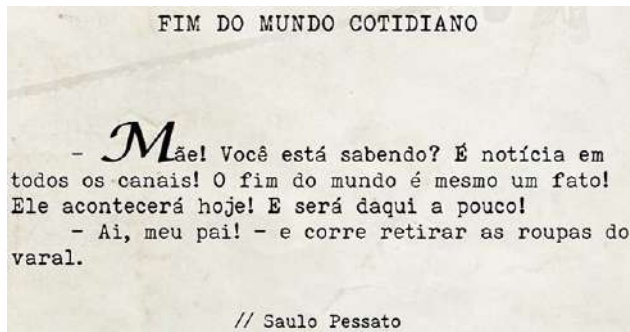 FIM DO MUNDO COTIDIANO
- Mãe! Você está sabendo? É notícia em
todos os canais! O fim do mundo é mesmo um fato!
Ele acontecerá hoje! E será daqui a pouco!
- Ai, meu pai! - e corre retirar as roupas do
varal.
// Saulo Pessato